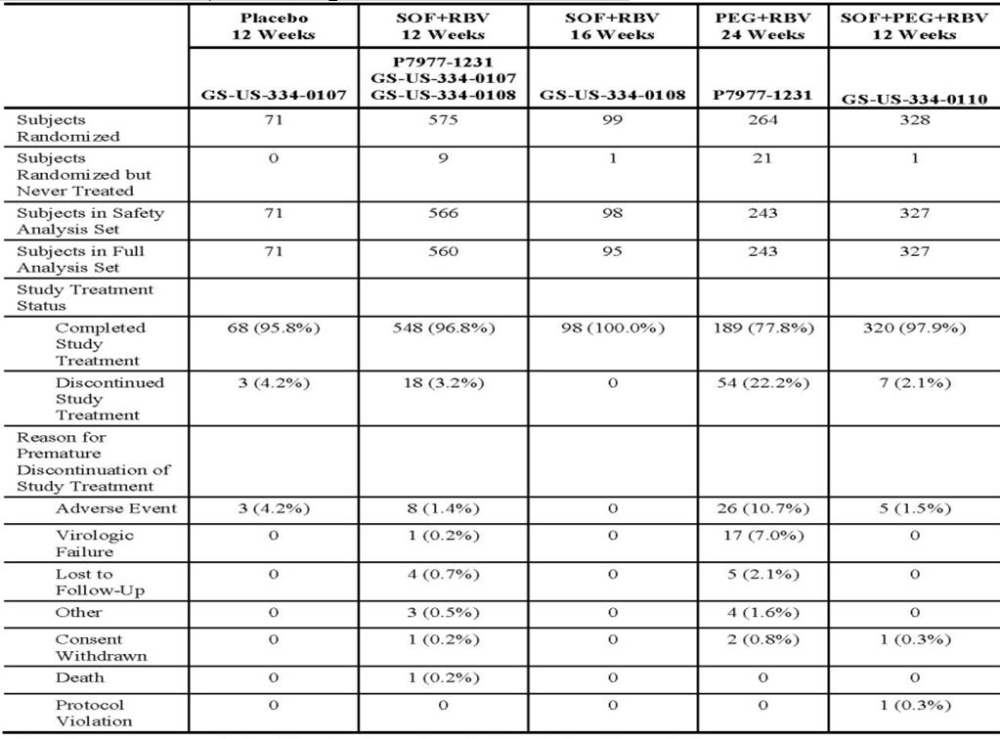 Placebo 12 Weeks | SOF+RBV 12 Weeks | SOF+RBV 16 Weeks | PEG+RBV 24 Weeks | SOF+PEG+RBV 12 Weeks
GS-US-334-0107 | P7977-1231 GS-US-334-0107 GS-US-334-0108 | GS-US-334-0108 | P7977-1231 | GS-US-334-0110
Subjects Randomized | 71 | 575 | 99 | 264 | 328
Subjects Randomized but Never Treated | 0 | 9 | 1 | 21 | 1
Subjects in Safety Analysis Set | 71 | 566 | 98 | 243 | 327
Subjects in Full Analysis Set | 71 | 560 | 95 | 243 | 327
Study Treatment Status
Completed Study Treatment | 68 (95.8%) | 548 (96.8%) | 98 (100.0%) | 189 (77.8%) | 320 (97.9%)
Discontinued Study Treatment | 3 (4.2%) | 18 (3.2%) | 0 | 54 (22.2%) | 7 (2.1%)
Reason for Premature Discontinuation of Study Treatment
Adverse Event | 3 (4.2%) | 8 (1.4%) | 0 | 26 (10.7%) | 5 (1.5%)
Virologic Failure | 0 | 1 (0.2%) | 0 | 17 (7.0%) | 0
Lost to Follow-Up | 0 | 4 (0.7%) | 0 | 5 (2.1%) | 0
Other | 0 | 3 (0.5%) | 0 | 4 (1.6%) | 0
Consent Withdrawn | 0 | 1 (0.2%) | 0 | 2 (0.8%) | 1 (0.3%)
Death | 0 | 1 (0.2%) | 0 | 0 | 0
Protocol Violation | 0 | 0 | 0 | 0 | 1 (0.3%)